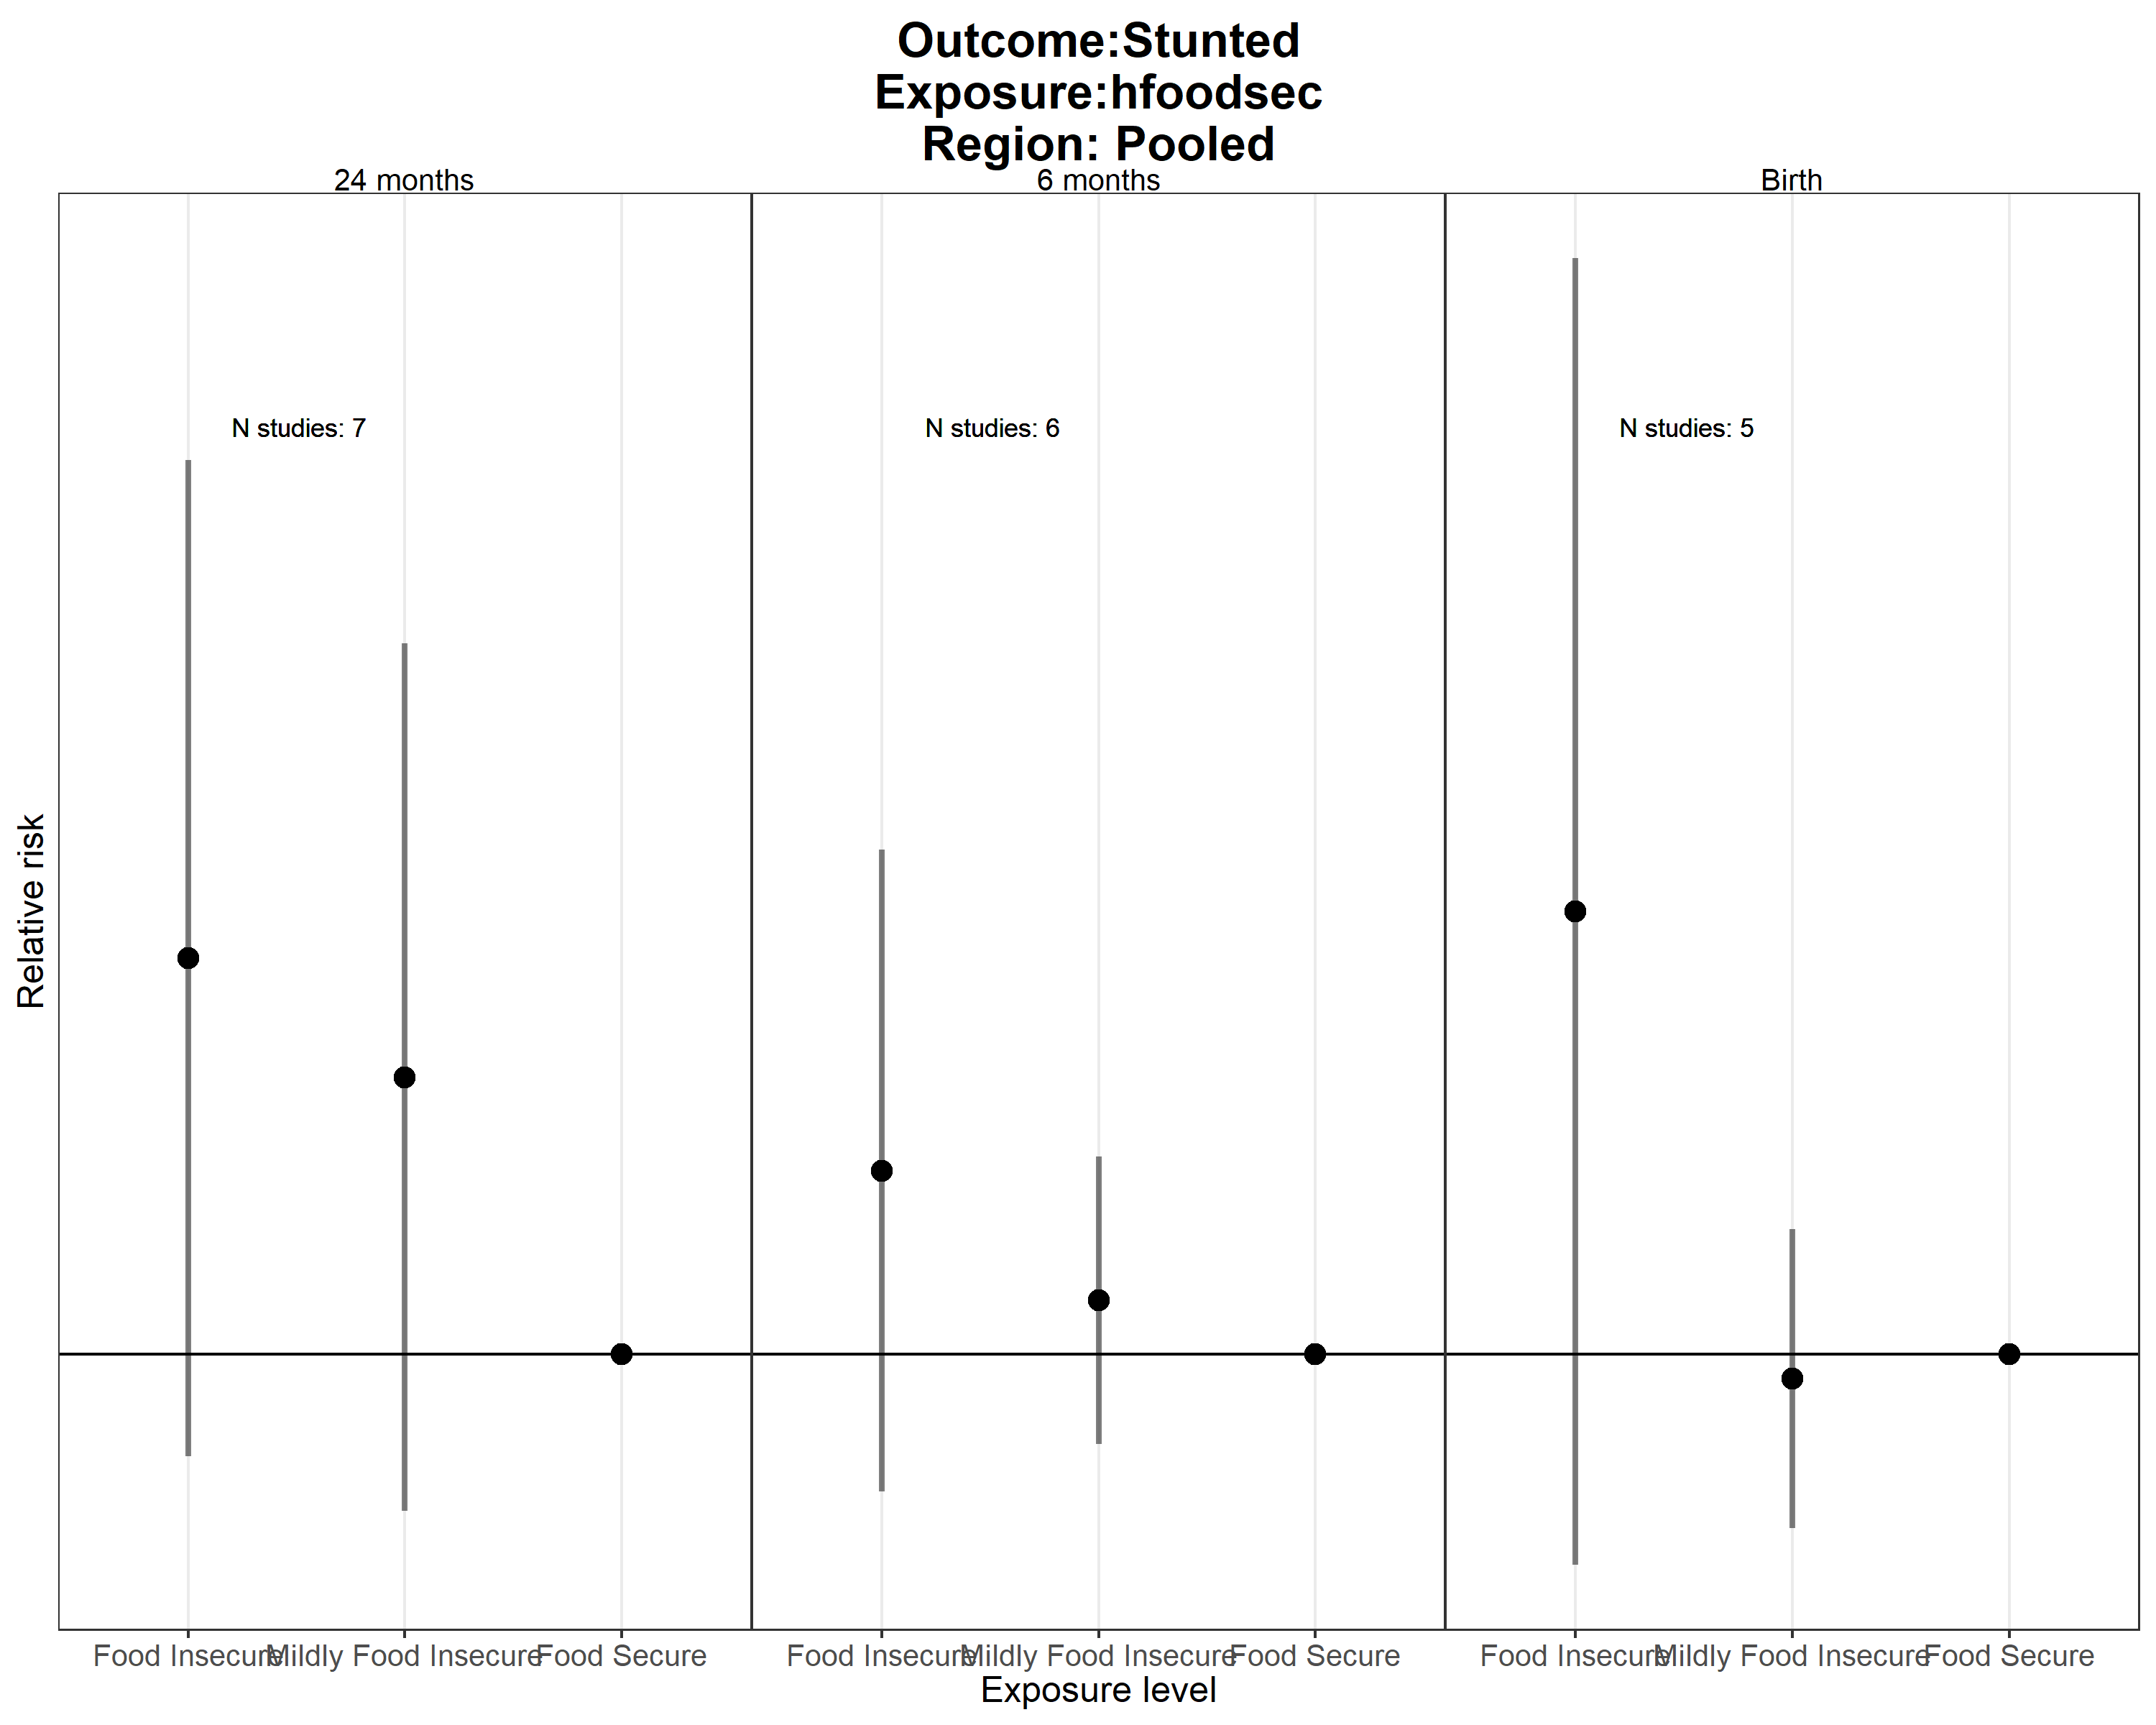 Outcome:Stunted
Exposure:hfoodsec
Region: Pooled
24 months
6 months
Birth
N studies: 7
N studies: 6
N studies: 5
Relative risk
Food Insecure
Mildly Food Insecure
Food Secure
Food Insecure
Mildly Food Insecure
Food Secure
Food Insecure
Mildly Food Insecure
Food Secure
Exposure level